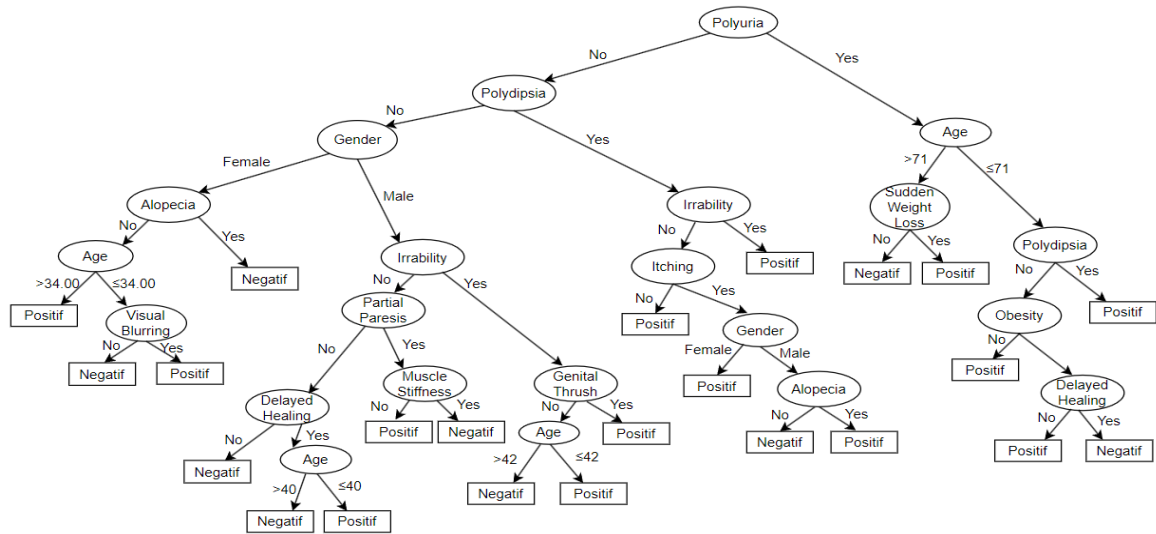 Polyuria
No
Yes
Polydipsia
No
Yes
Age
>71
≤71
Gender
Female
Male
Alopecia
No
Yes
Irrability
No
Yes
Sudden
Weight
Loss
No
Yes
Polydipsia
No
Yes
Age
>34.00
≤34.00
Negatif
Irrability
No
Yes
Itching
No
Yes
Positif
Negatif
Positif
Obesity
No
Positif
Positif
Visual
Blurring
No
Yes
Partial
Paresis
No
Yes
Positif
Gender
Female
Male
Positif
Delayed
Healing
No
Yes
Negatif
Positif
Muscle
Stiffness
No
Yes
Genital
Thrush
No
Yes
Positif
Alopecia
No
Yes
Positif
Negatif
Delayed
Healing
No
Yes
Positif
Negatif
Age
>42
≤42
Positif
Negatif
Positif
Negatif
Age
>40
≤40
Negatif
Positif
Negatif
Positif